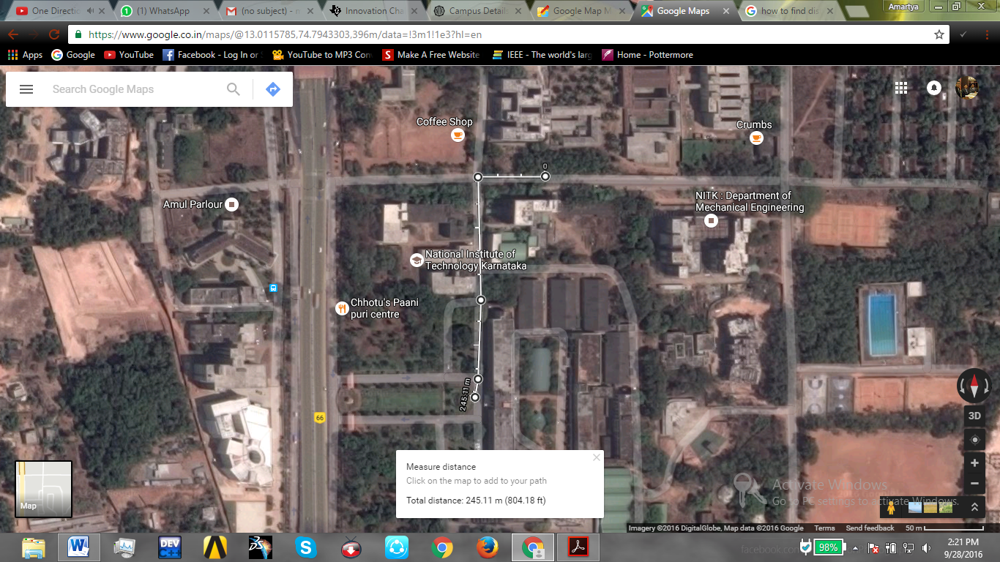 One Directio
(1) WhatsApp
(no subject) - n
Innovation Cha
Campus Details
Google Map M
Google Maps
how to find dis
Amartya
https://www.google.co.in/maps/@13.0115785,74.7943303,396m/data=!3m1!1e3?hl=en
Apps
Google
YouTube
Facebook - Log In or
YouTube to MP3 Con
Make A Free Website
IEEE - The world's larg
Home - Pottermore
Search Google Maps
Coffee Shop
Crumbs
0
Amul Parlour
NITK : Department of
Mechanical Engineering
National Institute of
Technology Karnataka
Chhotu's Paani
puri centre
245.11 m
66
3D
Measure distance
Click on the map to add to your path
Total distance: 245.11 m (804.18 ft)
Map
Activate Windows
Go to PC settings to activate Windows.
Imagery ©2016 DigitalGlobe, Map data ©2016 Google
Terms
Send feedback
50 m
W
DEV
C++
S
facebook.com
98%
2:21 PM
9/28/2016